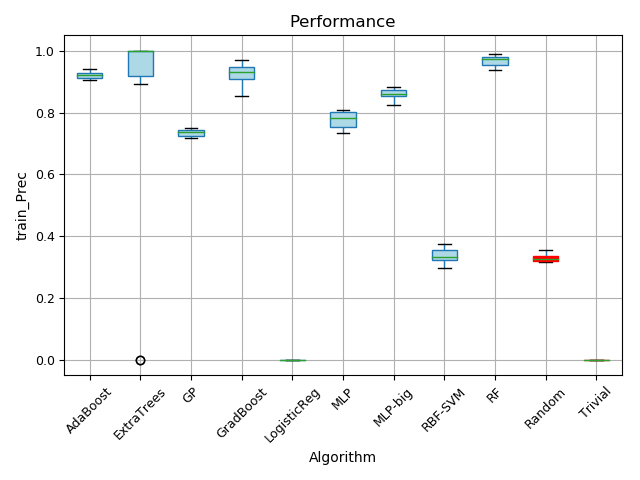 Performance
train_Prec
1.0
0.8
0.6
0.4
0.2
0.0
AdaBoost
ExtraTrees
GP
GradBoost
LogisticReg
MLP
MLP-big
RBF-SVM
RF
Random
Trivial
Algorithm